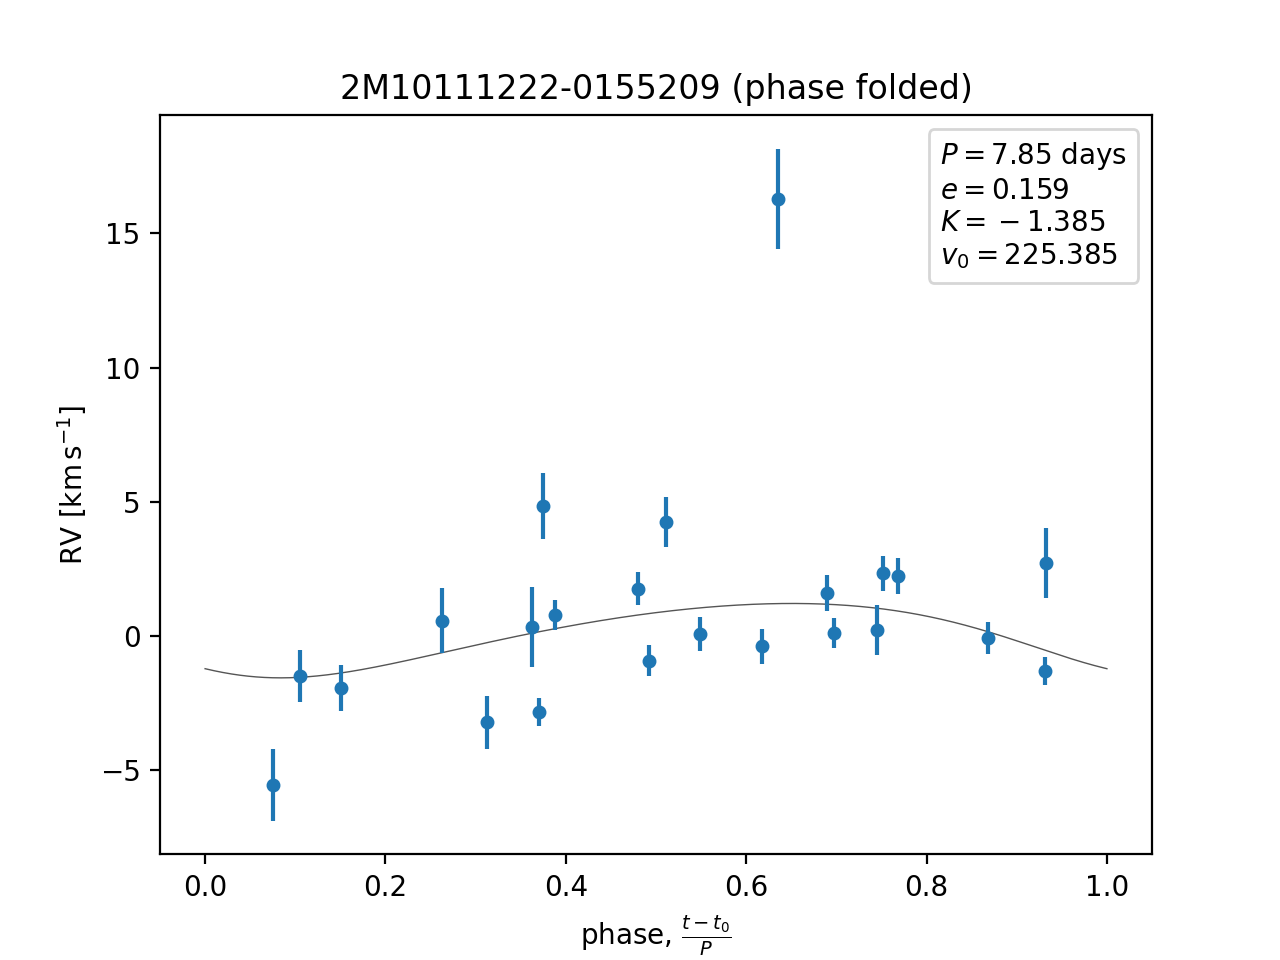 2M10111222-0155209 (phase folded)
P = 7.85 days
e = 0.159
K = −1.385
v₀ = 225.385
15
10
5
0
−5
RV [km s⁻¹]
0.0 0.2 0.4 0.6 0.8 1.0
phase, (t − t₀)/P